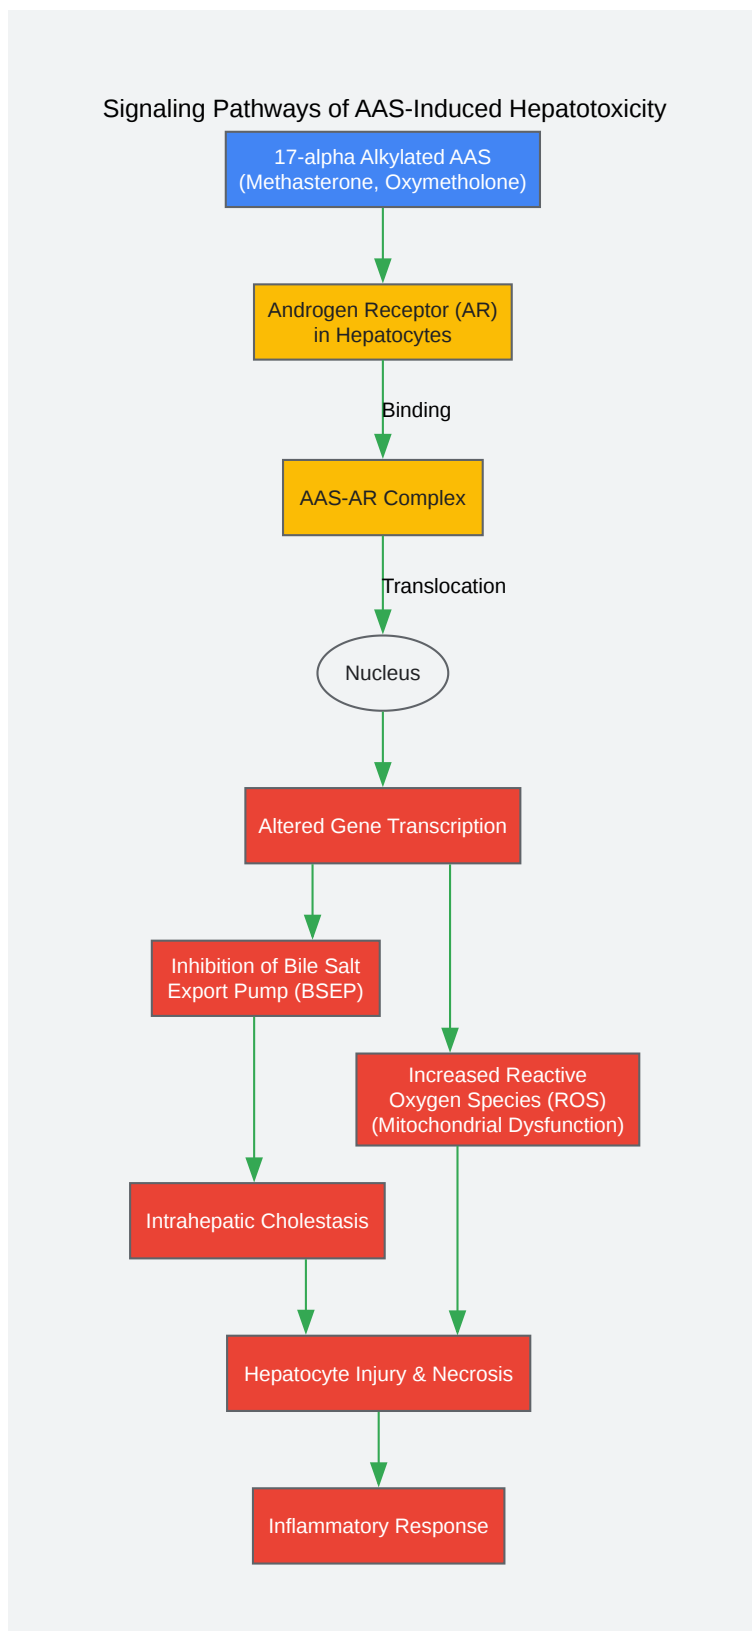 Signaling Pathways of AAS-Induced Hepatotoxicity
17-alpha Alkylated AAS
(Methasterone, Oxymetholone)
Androgen Receptor (AR)
in Hepatocytes
Binding
AAS-AR Complex
Translocation
Nucleus
Altered Gene Transcription
Inhibition of Bile Salt
Export Pump (BSEP)
Increased Reactive
Oxygen Species (ROS)
(Mitochondrial Dysfunction)
Intrahepatic Cholestasis
Hepatocyte Injury & Necrosis
Inflammatory Response